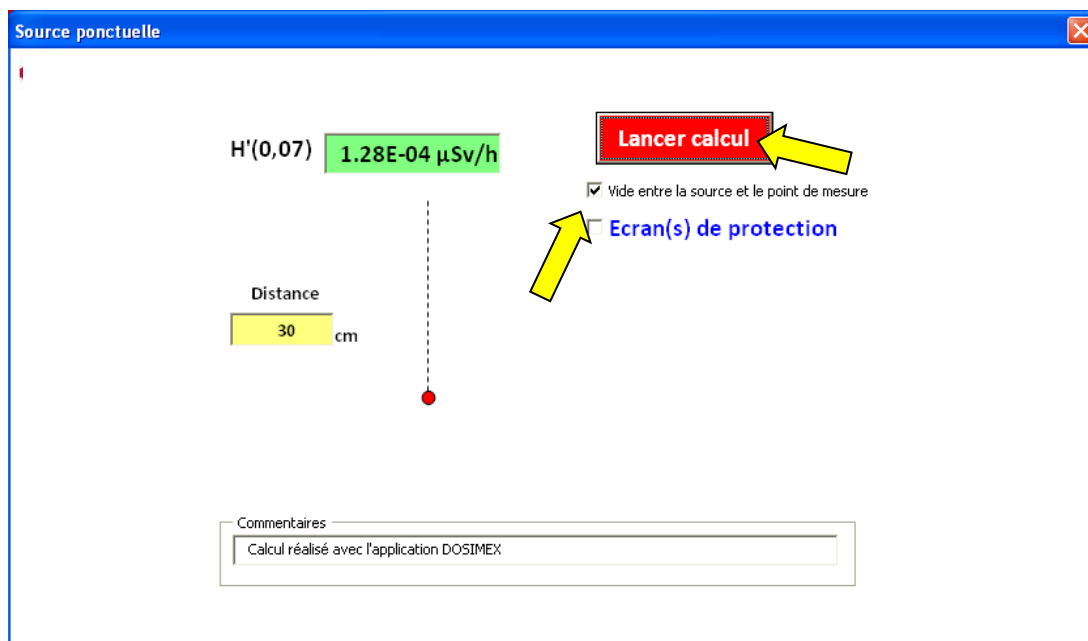 Source ponctuelle
H'(0,07) 1.28E-04 µSv/h
Lancer calcul
Vide entre la source et le point de mesure
Ecran(s) de protection
Distance
30 cm
Commentaires
Calcul réalisé avec l'application DOSIMEX